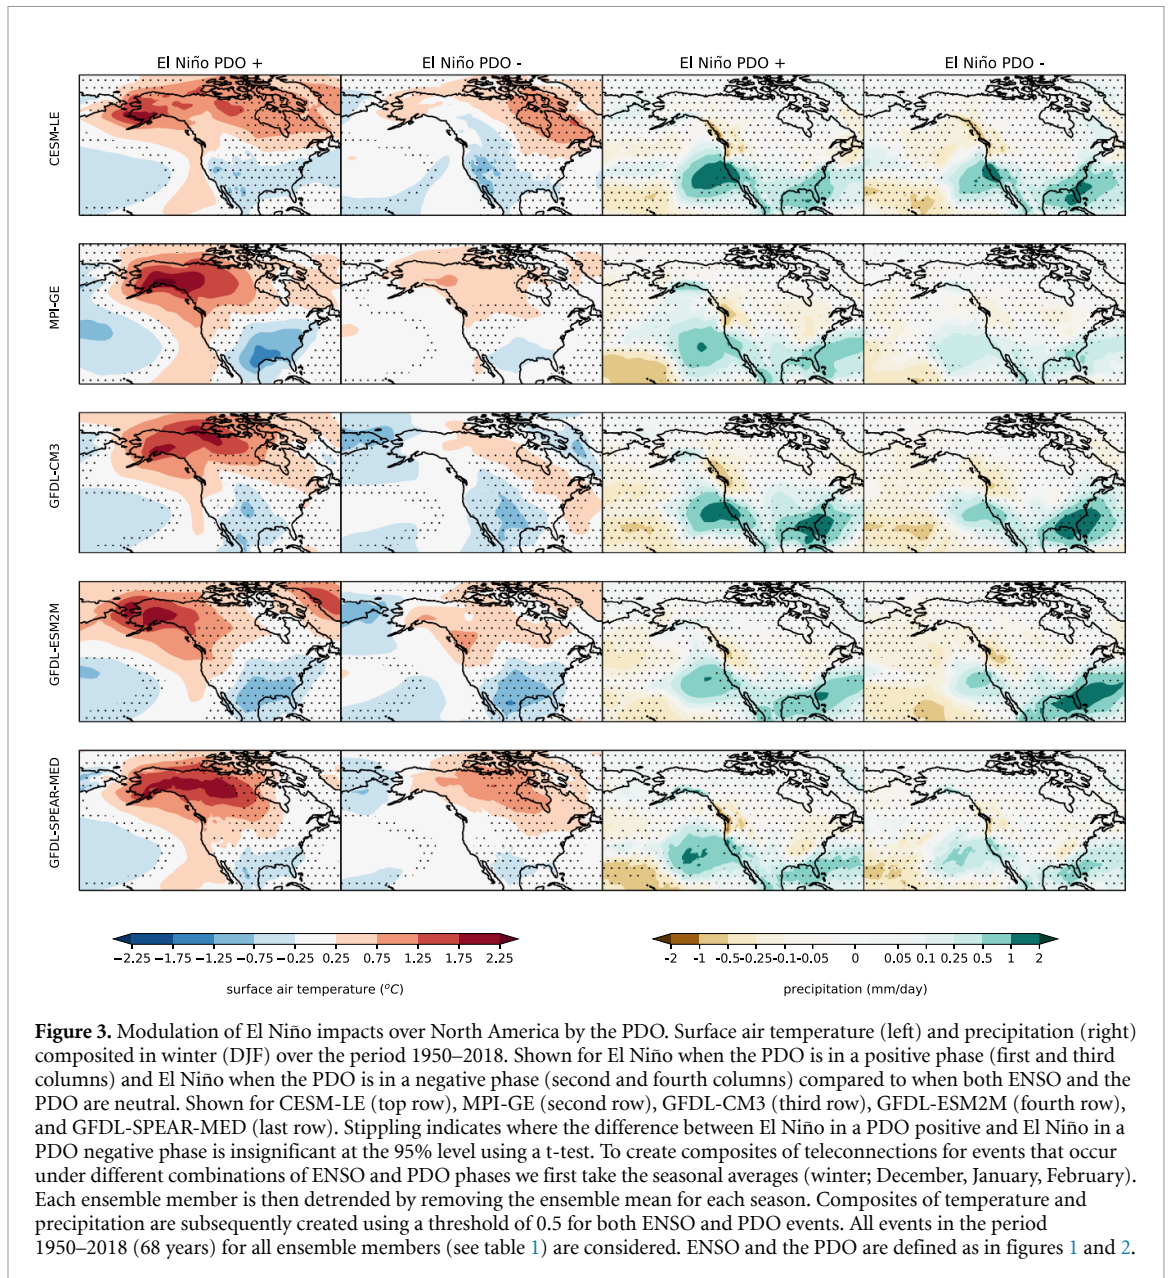 El Niño PDO +
El Niño PDO -
El Niño PDO +
El Niño PDO -
CESM-LE
MPI-GE
GFDL-CM3
GFDL-ESM2M
GFDL-SPEAR-MED
−2.25 −1.75 −1.25 −0.75 −0.25 0.25 0.75 1.25 1.75 2.25
surface air temperature (°C)
-2 -1 -0.5 -0.25 -0.1 -0.05 0 0.05 0.1 0.25 0.5 1 2
precipitation (mm/day)
Figure 3. Modulation of El Niño impacts over North America by the PDO. Surface air temperature (left) and precipitation (right)
composited in winter (DJF) over the period 1950–2018. Shown for El Niño when the PDO is in a positive phase (first and third
columns) and El Niño when the PDO is in a negative phase (second and fourth columns) compared to when both ENSO and the
PDO are neutral. Shown for CESM-LE (top row), MPI-GE (second row), GFDL-CM3 (third row), GFDL-ESM2M (fourth row),
and GFDL-SPEAR-MED (last row). Stippling indicates where the difference between El Niño in a PDO positive and El Niño in a
PDO negative phase is insignificant at the 95% level using a t-test. To create composites of teleconnections for events that occur
under different combinations of ENSO and PDO phases we first take the seasonal averages (winter; December, January, February).
Each ensemble member is then detrended by removing the ensemble mean for each season. Composites of temperature and
precipitation are subsequently created using a threshold of 0.5 for both ENSO and PDO events. All events in the period
1950–2018 (68 years) for all ensemble members (see table 1) are considered. ENSO and the PDO are defined as in figures 1 and 2.